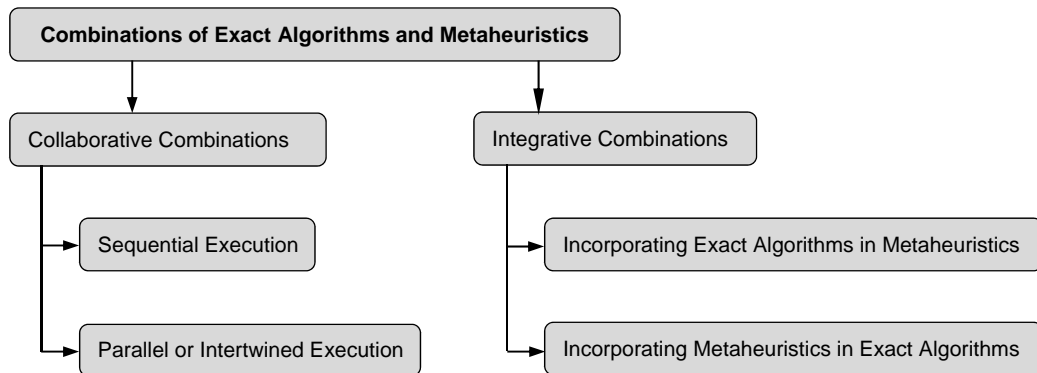 Combinations of Exact Algorithms and Metaheuristics
Collaborative Combinations
Integrative Combinations
Sequential Execution
Incorporating Exact Algorithms in Metaheuristics
Parallel or Intertwined Execution
Incorporating Metaheuristics in Exact Algorithms